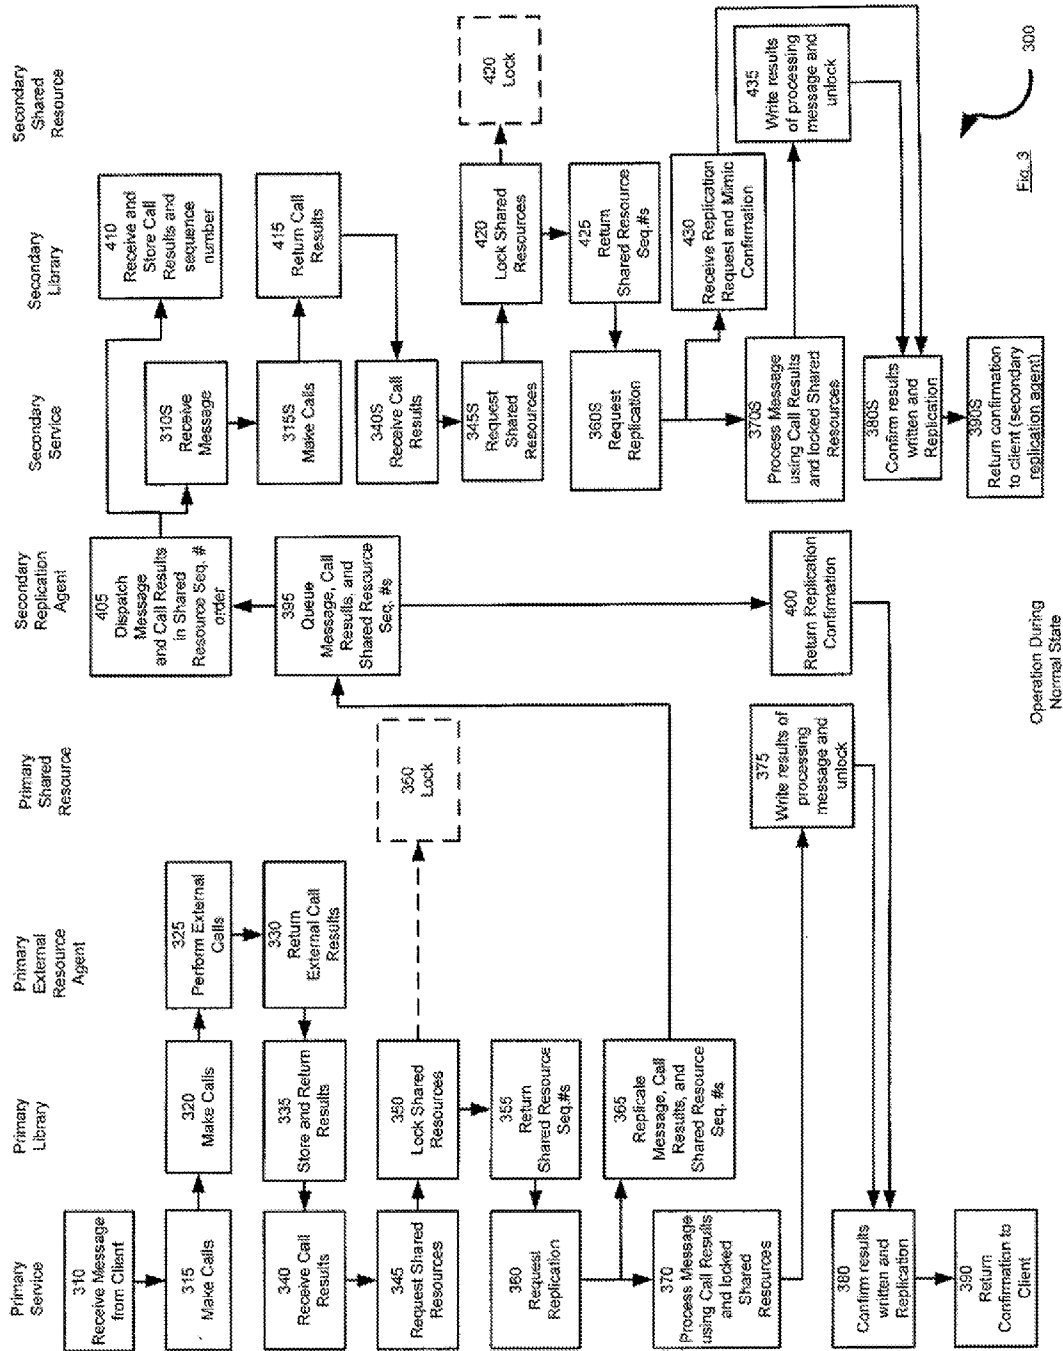 Primary
Service
Primary
Library
Primary
External
Resource
Agent
Primary
Shared
Resource
Secondary
Replication
Agent
Secondary
Service
Secondary
Library
Secondary
Shared
Resource
310
Receive Message
from Client
315
Make Calls
320
Make Calls
325
Perform External
Calls
330
Return
External Call
Results
335
Store and Return
Results
340
Receive Call
Results
345
Request Shared
Resources
350
Lock Shared
Resources
350
Lock
355
Return
Shared Resource
Seq.#s
360
Request
Replication
365
Replicate
Message, Call
Results, and
Shared Resource
Seq. #s
370
Process Message
using Call Results
and locked
Shared
Resources
375
Write results of
processing
message and
unlock
380
Confirm results
written and
Replication
390
Return
Confirmation to
Client
405
Dispatch
Message
and Call Results
in Shared
Resource Seq. #
order
395
Queue
Message, Call
Results, and
Shared Resource
Seq. #s
400
Return Replication
Confirmation
410
Receive and
Store Call
Results and
sequence
number
310S
Receive
Message
315S
Make Calls
415
Return Call
Results
340S
Receive Call
Results
345S
Request
Shared
Resources
420
Lock Shared
Resources
420
Lock
425
Return
Shared Resource
Seq.#s
360S
Request
Replication
430
Receive Replication
Request and Mimic
Confirmation
370S
Process Message
using Call Results
and locked Shared
Resources
435
Write results
of processing
message and
unlock
380S
Confirm results
written and
Replication
390S
Return confirmation
to client (secondary
replication agent)
Operation During
Normal State
Fig. 3
300